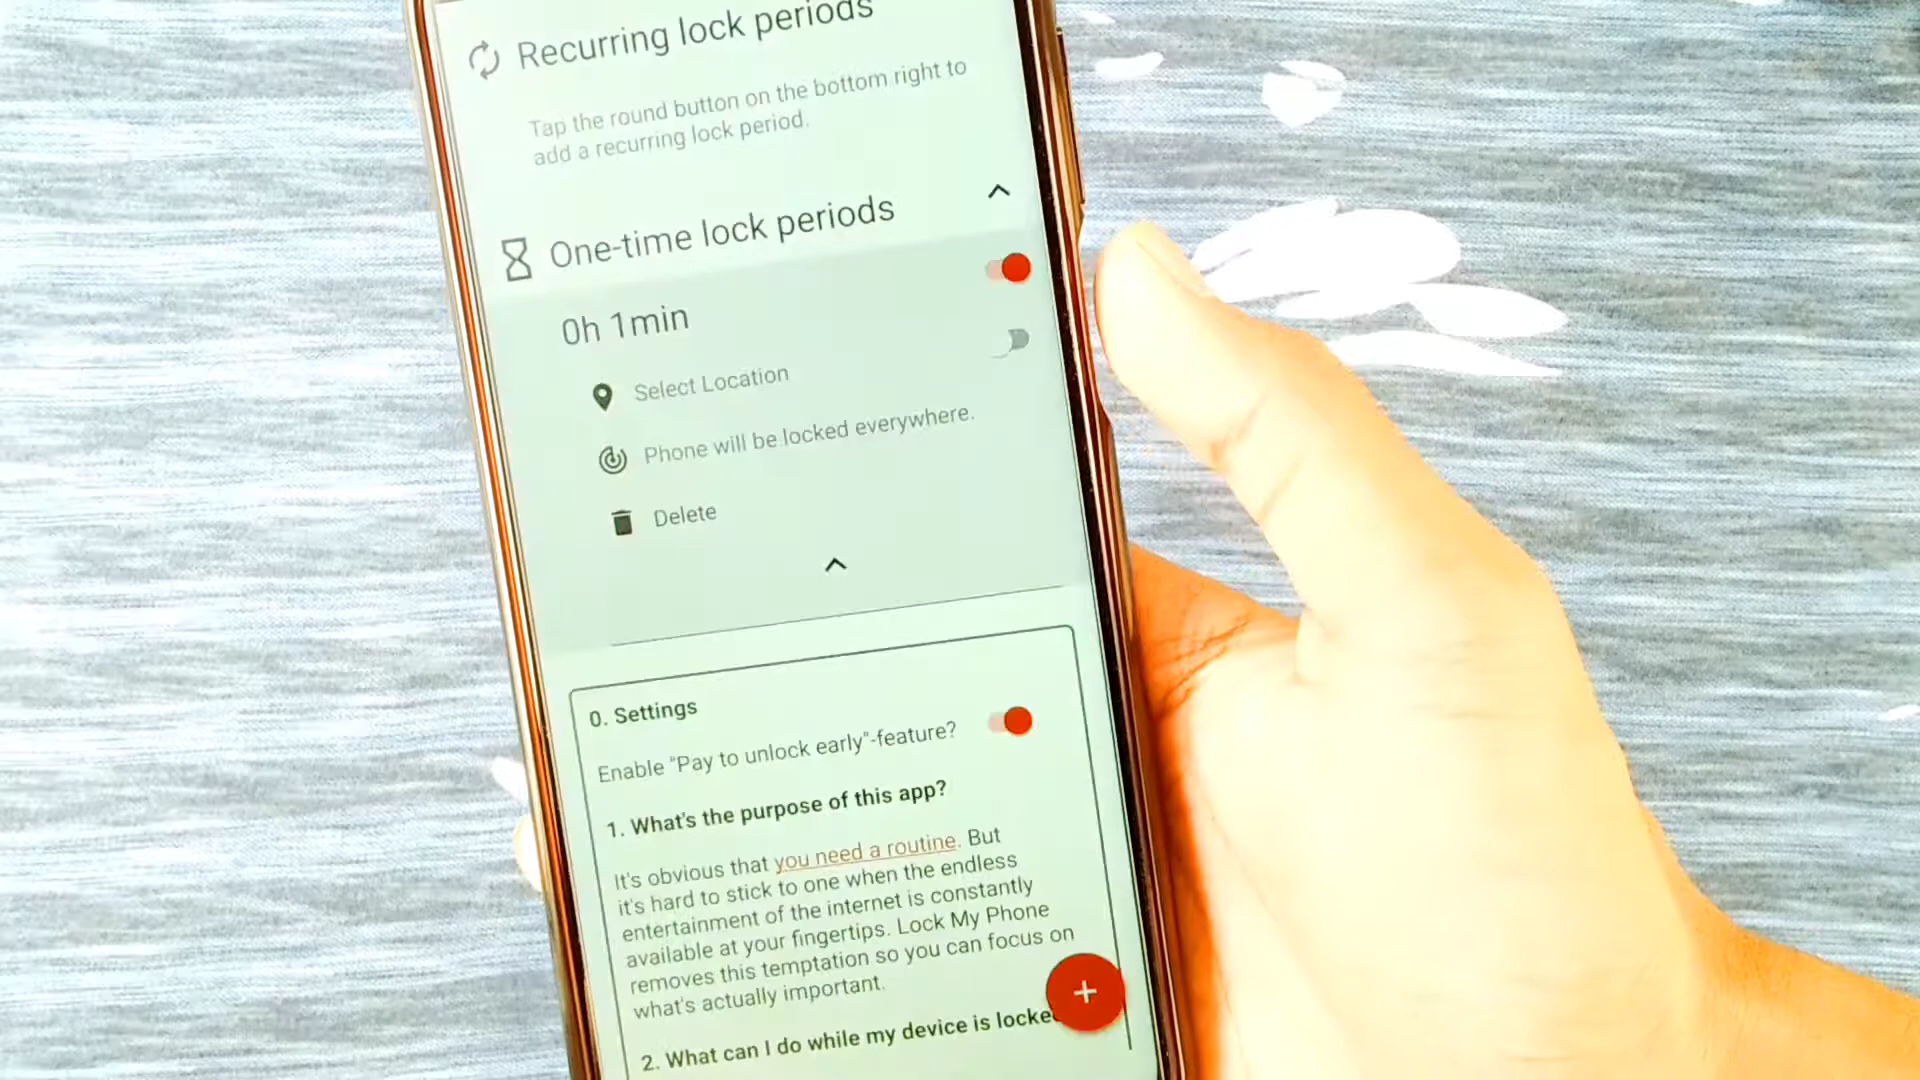 Recurring lock periods
Tap the round button on the bottom right to
add a recurring lock period.
One-time lock periods
0h 1min
Select Location
Phone will be locked everywhere.
Delete
0. Settings
Enable "Pay to unlock early"-feature?
1. What's the purpose of this app?
It's obvious that you need a routine. But
it's hard to stick to one when the endless
entertainment of the internet is constantly
available at your fingertips. Lock My Phone
removes this temptation so you can focus on
what's actually important.
2. What can I do while my device is locke